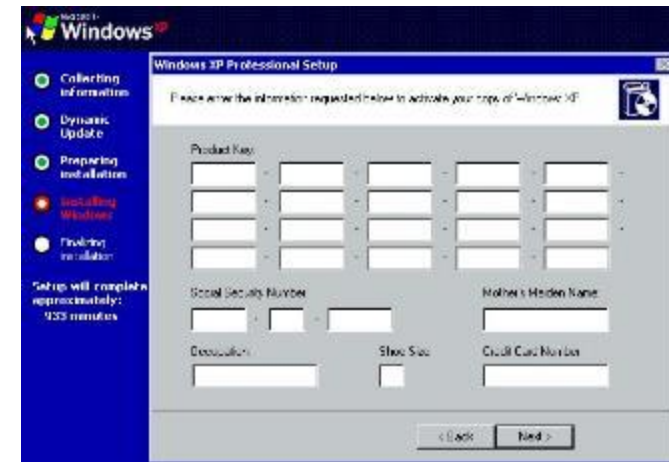 Microsoft
Windows XP
Collecting
information
Dynamic
Update
Preparing
installation
Installing
Windows
Finalizing
installation
Setup will complete
approximately:
933 minutes
Windows XP Professional Setup
Please enter the information requested below to activate your copy of Windows XP
Product Key:
Social Security Number
Mother's Maiden Name:
Occupation:
Shoe Size
Credit Card Number
< Back
Next >